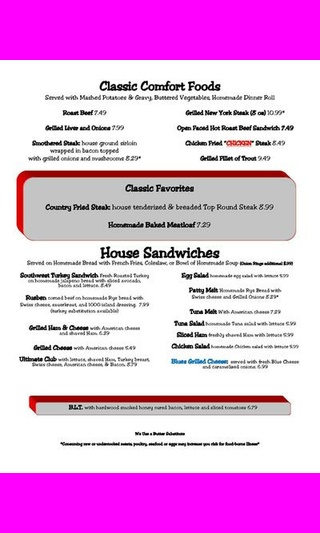 Classic Comfort Foods
Served with Mashed Potatoes & Gravy, Buttered Vegetables, Homemade Dinner Roll
Roast Beef 7.49
Grilled Liver and Onions 7.99
Smothered Steak: house ground sirloin
wrapped in bacon topped
with grilled onions and mushrooms 8.29*
Grilled New York Steak (8 oz) 10.99*
Open Faced Hot Roast Beef Sandwich 7.49
Chicken Fried "CHICKEN" Steak 8.49
Grilled Fillet of Trout 9.49
Classic Favorites
Country Fried Steak: house tenderized & breaded Top Round Steak 8.99
Homemade Baked Meatloaf 7.29
House Sandwiches
Served on Homemade Bread with French Fries, Coleslaw, or Bowl of Homemade Soup
Southwest Turkey Sandwich Fresh Roasted Turkey
on homemade jalapeno bread with sliced avocado,
bacon and lettuce. 8.49
Reuben corned beef on homemade Rye bread with
Swiss cheese, sauerkraut, and 1000 island dressing. 7.99
(turkey substitution available)
Grilled Ham & Cheese with American cheese
and shaved Ham. 6.29
Grilled Cheese with American cheese 5.49
Ultimate Club with lettuce, shaved Ham, Turkey breast,
Swiss cheese, American cheese, & Bacon. 8.79
Egg Salad homemade egg salad with lettuce 5.99
Patty Melt Homemade Rye Bread with
Swiss cheese and Grilled Onions 8.29*
Tuna Melt With American cheese 7.29
Tuna Salad homemade Tuna salad with lettuce 6.99
Sliced Ham freshly shaved Ham with lettuce 5.99
Chicken Salad homemade Chicken salad with lettuce 6.99
Blues Grilled Cheese: served with fresh Blue Cheese
and caramelized onions. 6.99
B.L.T. with hardwood smoked honey cured bacon, lettuce and sliced tomatoes 6.79
We Use a Butter Substitute
*Consuming raw or undercooked meats, poultry, seafood or eggs may increase you risk for food-borne illness*